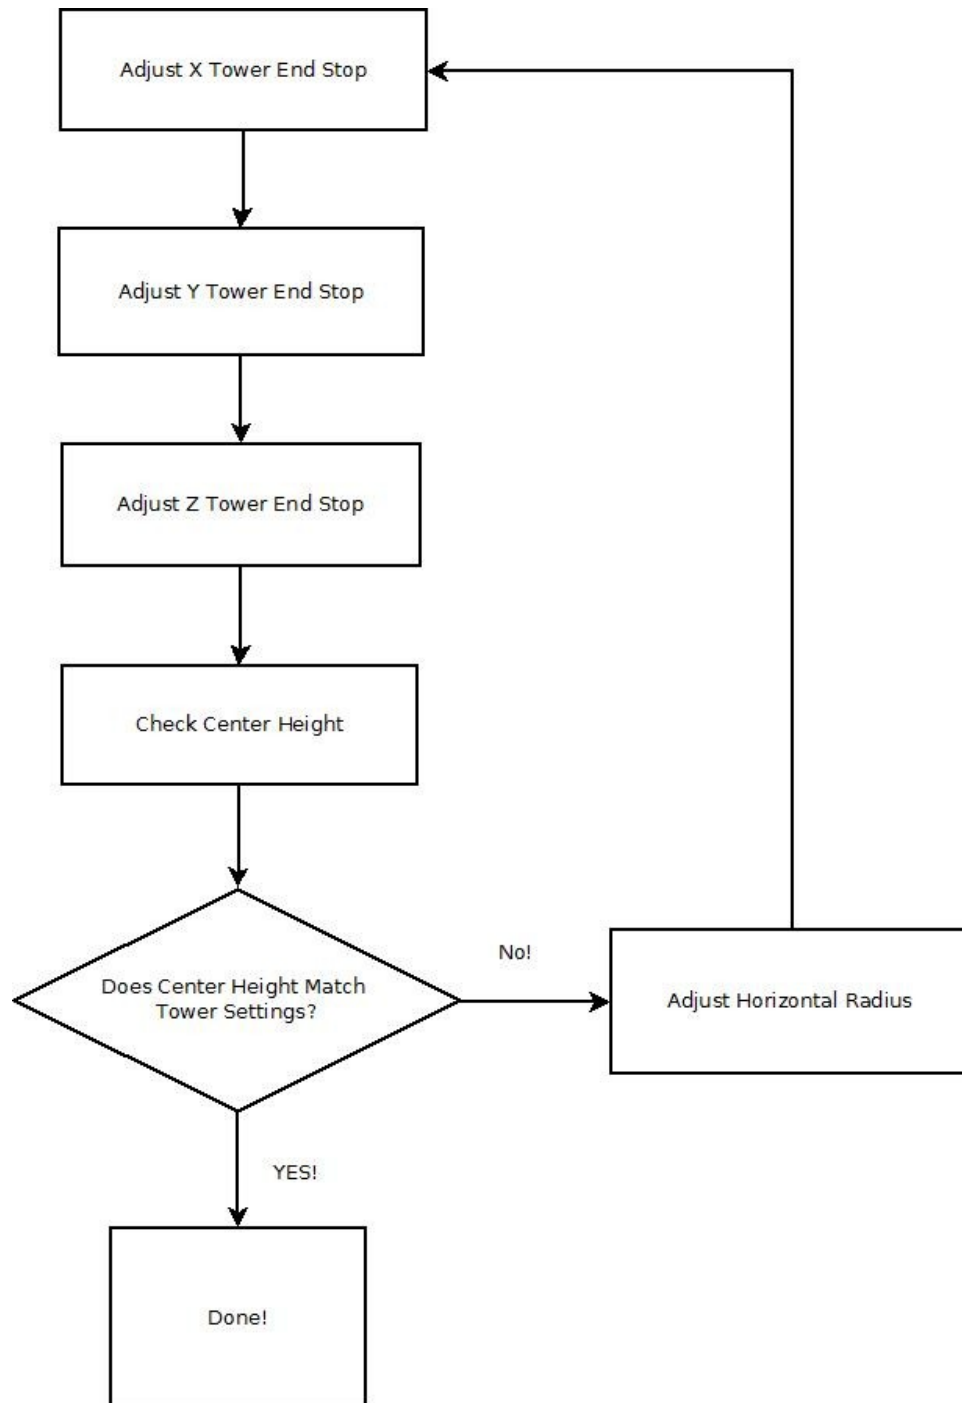 Adjust X Tower End Stop
Adjust Y Tower End Stop
Adjust Z Tower End Stop
Check Center Height
Does Center Height Match
Tower Settings?
No!
Adjust Horizontal Radius
YES!
Done!